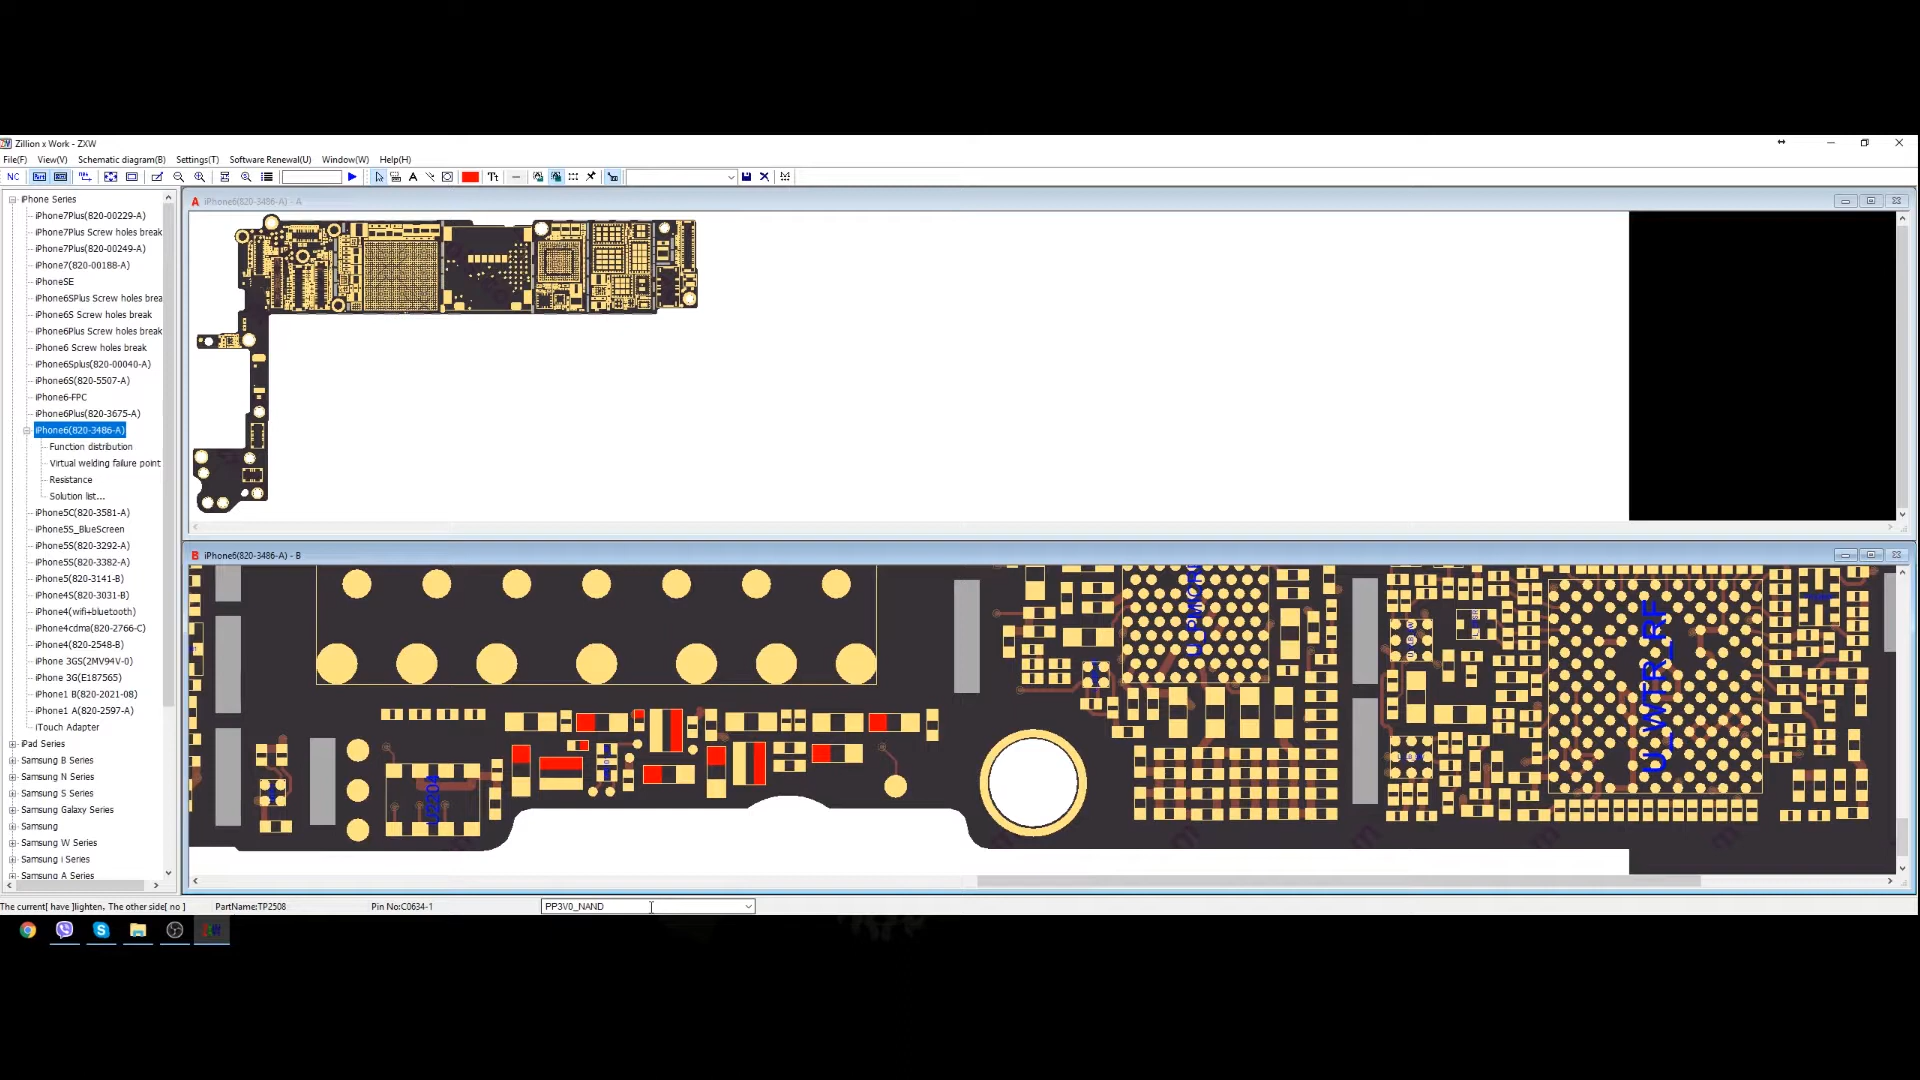 Zillion x Work - ZXW
File(F) View(V) Schematic diagram(B) Settings(T) Software Renewal(U) Window(W) Help(H)
NC
A
Tt
iPhone Series
iPhone7Plus(820-00229-A)
iPhone7Plus Screw holes break
iPhone7Plus(820-00249-A)
iPhone7(820-00188-A)
iPhoneSE
iPhone6SPlus Screw holes brea
iPhone6S Screw holes break
iPhone6Plus Screw holes break
iPhone6 Screw holes break
iPhone6Splus(820-00040-A)
iPhone6S(820-5507-A)
iPhone6-FPC
iPhone6Plus(820-3675-A)
iPhone6(820-3486-A)
Function distribution
Virtual welding failure point
Resistance
Solution list...
iPhone5C(820-3581-A)
iPhone5S_BlueScreen
iPhone5S(820-3292-A)
iPhone5S(820-3382-A)
iPhone5(820-3141-B)
iPhone4S(820-3031-B)
iPhone4(wifi+bluetooth)
iPhone4cdma(820-2766-C)
iPhone4(820-2548-B)
iPhone 3GS(2MV94V-0)
iPhone 3G(E187565)
iPhone1 B(820-2021-08)
iPhone1 A(820-2597-A)
iTouch Adapter
iPad Series
Samsung B Series
Samsung N Series
Samsung S Series
Samsung Galaxy Series
Samsung
Samsung W Series
Samsung i Series
Samsung A Series
A iPhone6(820-3486-A) - A
B iPhone6(820-3486-A) - B
U2204
U_WTR_RF
The current[ have ]lighten, The other side[ no ] PartName:TP2508 Pin No:C0634-1 PP3V0_NAND